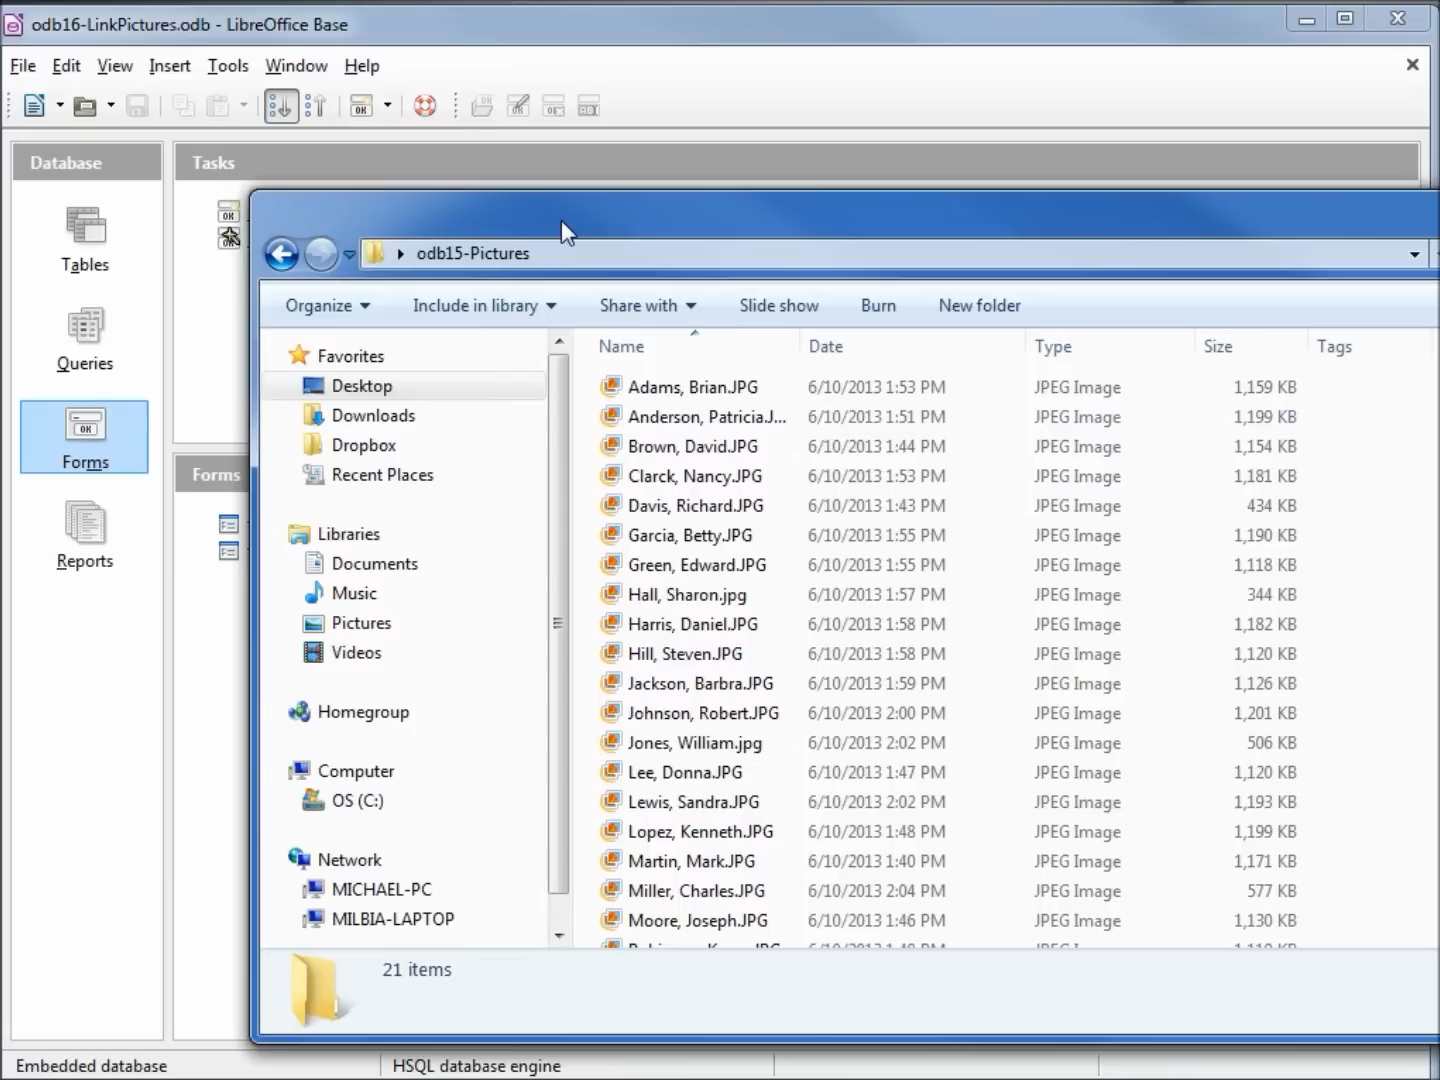 odb16-LinkPictures.odb - LibreOffice Base
File Edit View Insert Tools Window Help
Database
Tasks
Tables
Queries
Forms
Reports
Forms
odb15-Pictures
Organize Include in library Share with Slide show Burn New folder
Favorites
Desktop
Downloads
Dropbox
Recent Places
Libraries
Documents
Music
Pictures
Videos
Homegroup
Computer
OS (C:)
Network
MICHAEL-PC
MILBIA-LAPTOP
Name Date Type Size Tags
Adams, Brian.JPG 6/10/2013 1:53 PM JPEG Image 1,159 KB
Anderson, Patricia.J... 6/10/2013 1:51 PM JPEG Image 1,199 KB
Brown, David.JPG 6/10/2013 1:44 PM JPEG Image 1,154 KB
Clarck, Nancy.JPG 6/10/2013 1:53 PM JPEG Image 1,181 KB
Davis, Richard.JPG 6/10/2013 1:43 PM JPEG Image 434 KB
Garcia, Betty.JPG 6/10/2013 1:55 PM JPEG Image 1,190 KB
Green, Edward.JPG 6/10/2013 1:55 PM JPEG Image 1,118 KB
Hall, Sharon.jpg 6/10/2013 1:57 PM JPEG Image 344 KB
Harris, Daniel.JPG 6/10/2013 1:58 PM JPEG Image 1,182 KB
Hill, Steven.JPG 6/10/2013 1:58 PM JPEG Image 1,120 KB
Jackson, Barbra.JPG 6/10/2013 1:59 PM JPEG Image 1,126 KB
Johnson, Robert.JPG 6/10/2013 2:00 PM JPEG Image 1,201 KB
Jones, William.jpg 6/10/2013 2:02 PM JPEG Image 506 KB
Lee, Donna.JPG 6/10/2013 1:47 PM JPEG Image 1,120 KB
Lewis, Sandra.JPG 6/10/2013 2:02 PM JPEG Image 1,193 KB
Lopez, Kenneth.JPG 6/10/2013 1:48 PM JPEG Image 1,199 KB
Martin, Mark.JPG 6/10/2013 1:40 PM JPEG Image 1,171 KB
Miller, Charles.JPG 6/10/2013 2:04 PM JPEG Image 577 KB
Moore, Joseph.JPG 6/10/2013 1:46 PM JPEG Image 1,130 KB
21 items
Embedded database HSQL database engine